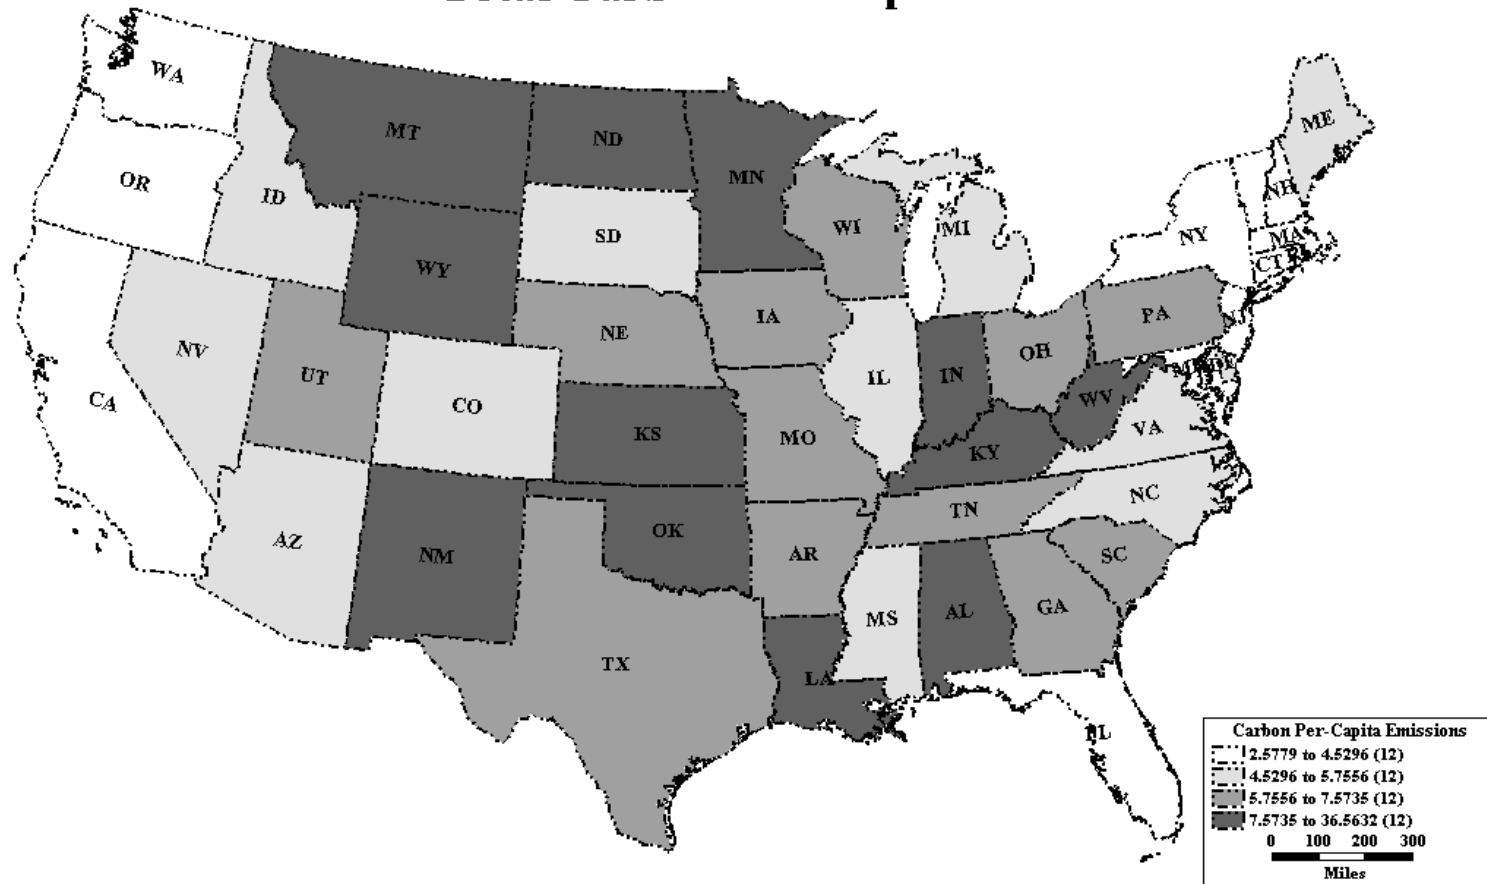 WA
MT
ND
MN
OR
ID
SD
WI
MI
ME
NH
NY
MA
CT
WY
NE
IA
PA
NJ
NV
UT
CO
IL
IN
OH
WV
CA
KS
MO
KY
VA
AZ
NM
OK
AR
TN
NC
SC
MS
AL
GA
TX
LA
FL
Carbon Per-Capita Emissions
2.5779 to 4.5296 (12)
4.5296 to 5.7556 (12)
5.7556 to 7.5735 (12)
7.5735 to 36.5632 (12)
0 100 200 300
Miles